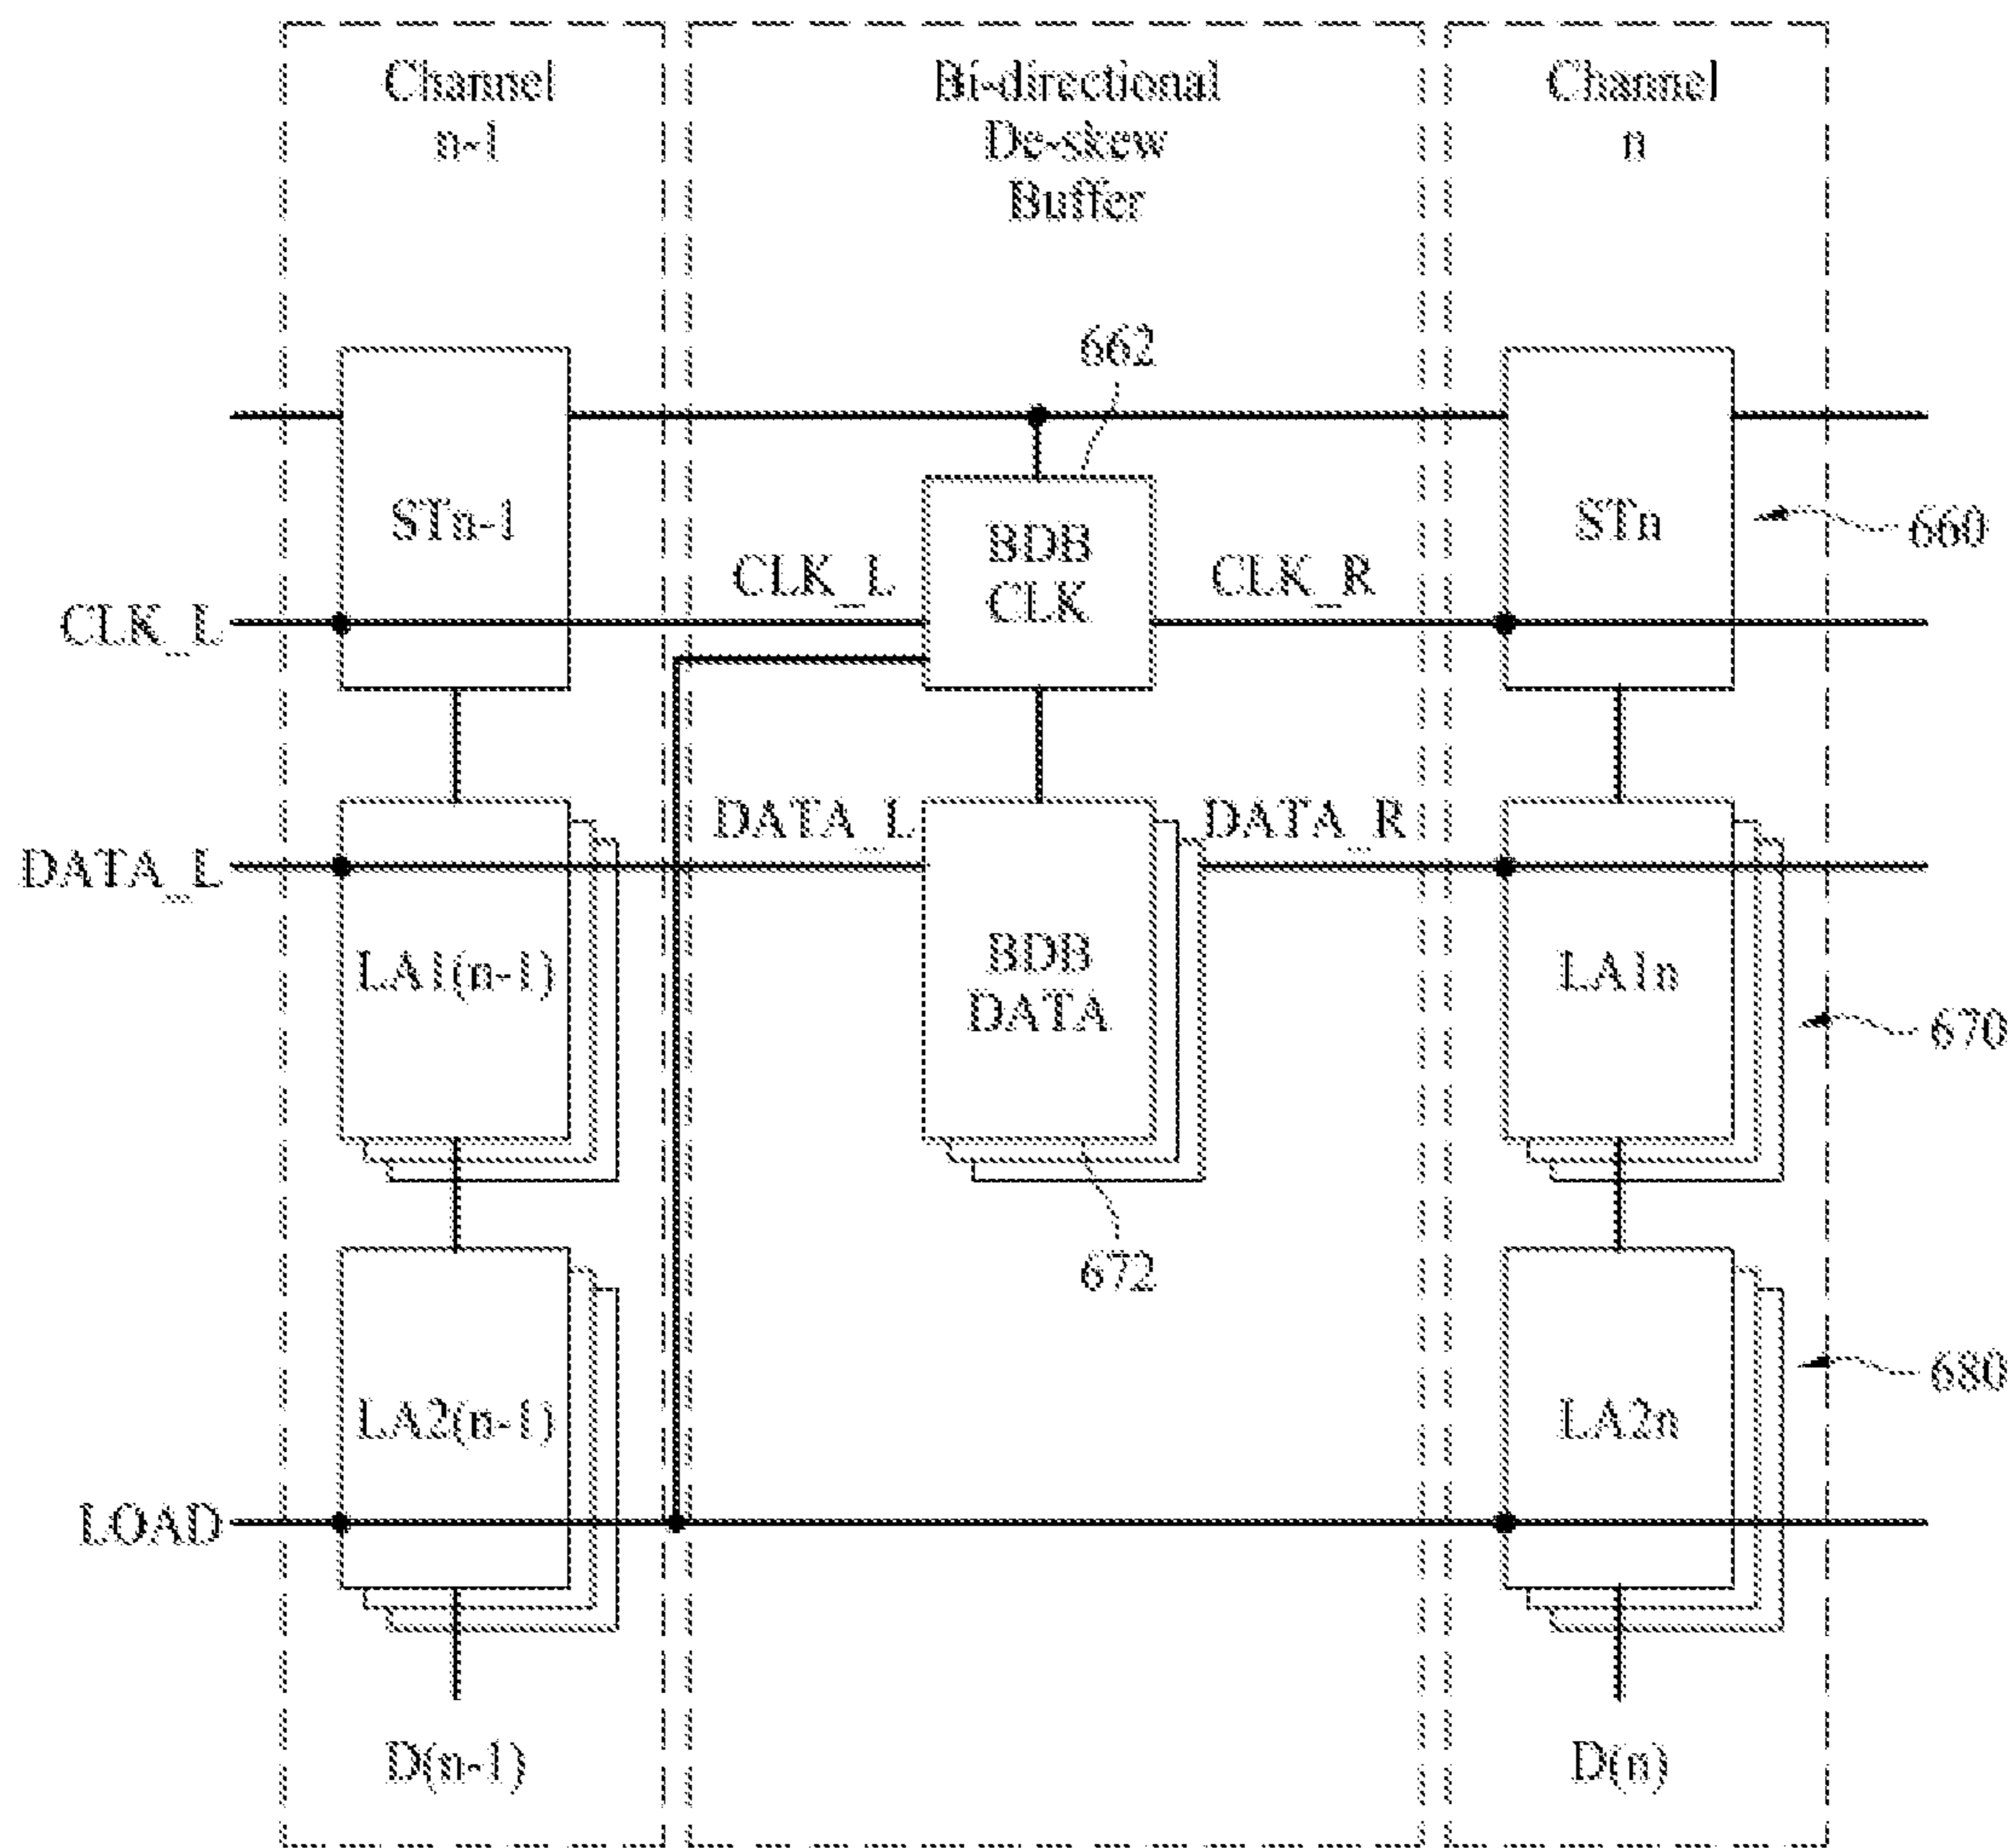 Channel
n-1
Bi-directional
De-skew
Buffer
Channel
n
662
STn-1
BDB
CLK
STn
660
CLK_L
CLK_R
CLK_L
DATA_L
DATA_R
DATA_L
LA1(n-1)
BDB
DATA
LA1n
670
672
LA2(n-1)
LA2n
680
LOAD
D(n-1)
D(n)